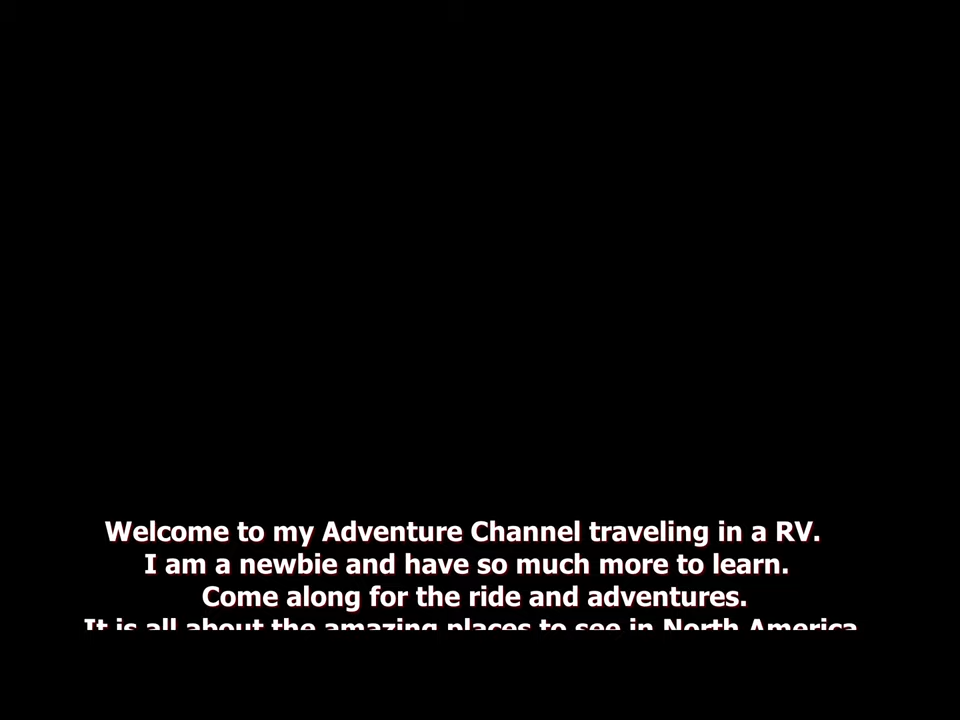 Welcome to my Adventure Channel traveling in a RV.
I am a newbie and have so much more to learn.
Come along for the ride and adventures.
It is all about the amazing places to see in North America